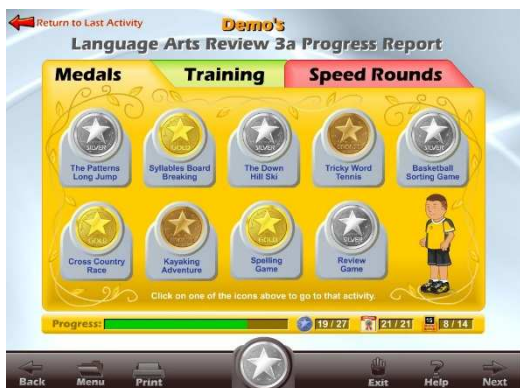 Return to Last Activity
Demo's
Language Arts Review 3a Progress Report
Medals Training Speed Rounds
SILVER GOLD SILVER BRONZE SILVER
The Patterns Long Jump
Syllables Board Breaking
The Down Hill Ski
Tricky Word Tennis
Basketball Sorting Game
GOLD BRONZE GOLD SILVER
Cross Country Race
Kayaking Adventure
Spelling Game
Review Game
Click on one of the icons above to go to that activity.
Progress: 19 / 27 21 / 21 15 8 / 14
Back Menu Print Exit Help Next